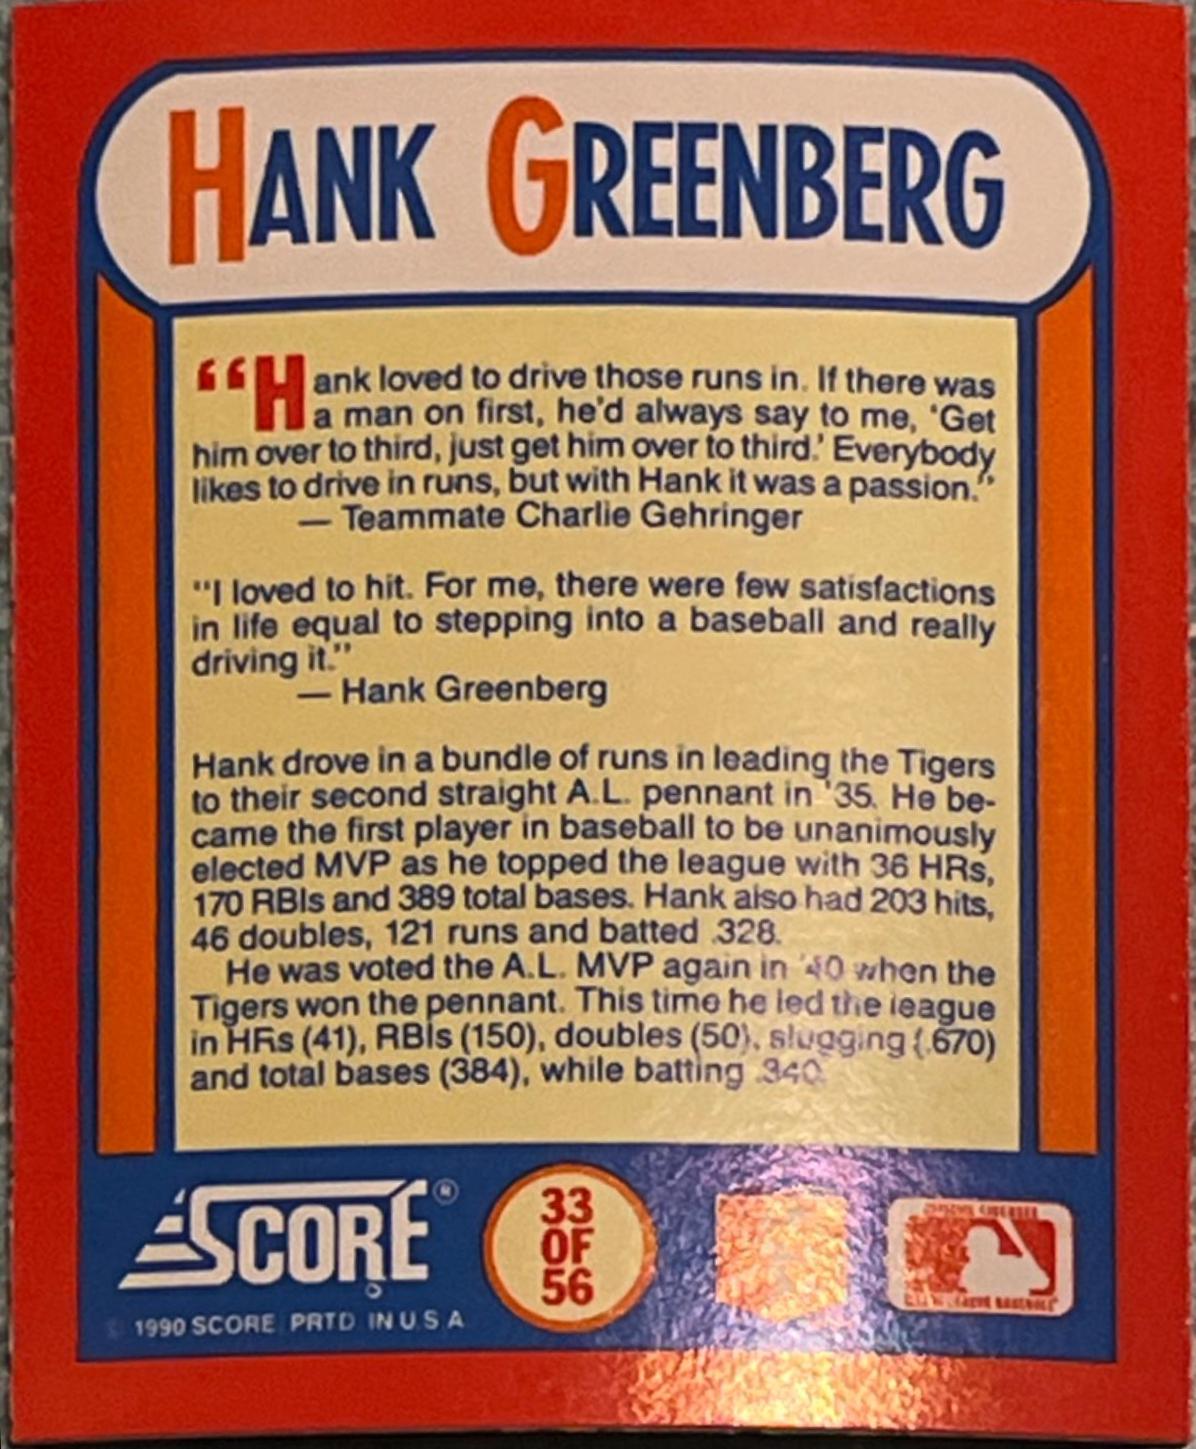 HANK GREENBERG
“Hank loved to drive those runs in. If there was
a man on first, he'd always say to me, ‘Get
him over to third, just get him over to third.’ Everybody
likes to drive in runs, but with Hank it was a passion.”
— Teammate Charlie Gehringer
“I loved to hit. For me, there were few satisfactions
in life equal to stepping into a baseball and really
driving it.”
— Hank Greenberg
Hank drove in a bundle of runs in leading the Tigers
to their second straight A.L. pennant in '35. He be-
came the first player in baseball to be unanimously
elected MVP as he topped the league with 36 HRs,
170 RBIs and 389 total bases. Hank also had 203 hits,
46 doubles, 121 runs and batted .328.
He was voted the A.L. MVP again in '40 when the
Tigers won the pennant. This time he led the league
in HRs (41), RBIs (150), doubles (50), slugging (.670)
and total bases (384), while batting .340.
SCORE®
33
OF
56
1990 SCORE PRTD IN U S A